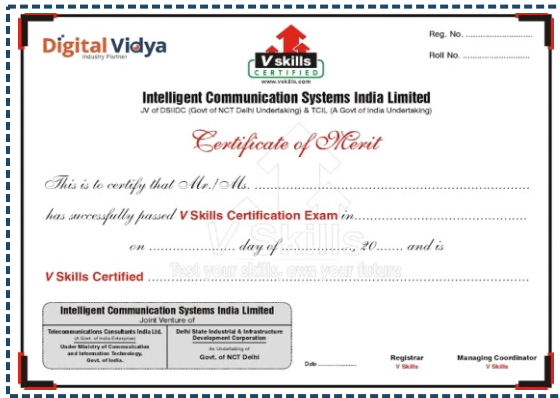 Digital Vidya
Industry Partner
V skills
CERTIFIED
www.vskills.com
Reg. No. ............................
Roll No. ............................
Intelligent Communication Systems India Limited
JV of DSIIDC (Govt of NCT Delhi Undertaking) & TCIL (A Govt of India Undertaking)
Certificate of Merit
This is to certify that Mr./Ms. ................................................................
has successfully passed V Skills Certification Exam in........................................
on ...................... day of .................., 20....... and is
V Skills Certified ................................................................
V Skills
Test your skills, own your future
Intelligent Communication Systems India Limited
Joint Venture of
Telecommunications Consultants India Ltd.
(A Govt. of India Enterprise)
Under Ministry of Communication
and Information Technology,
Govt. of India.
Delhi State Industrial & Infrastructure
Development Corporation
An Undertaking of
Govt. of NCT Delhi
Date ....................
Registrar
V Skills
Managing Coordinator
V Skills